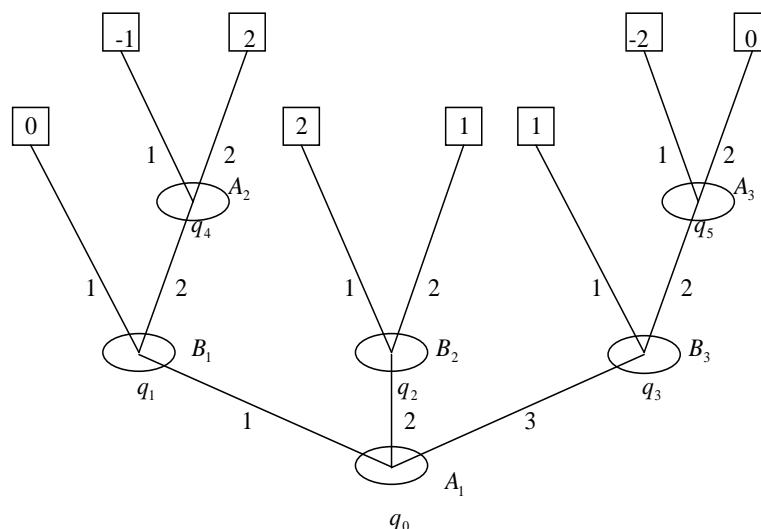 -1 2 -2 0
0 2 1 1
1 2 1 2
A₂ A₃
q₄ q₅
1 2 1 2 1 2
B₁ B₂ B₃
q₁ q₂ q₃
1 2 3
A₁
q₀